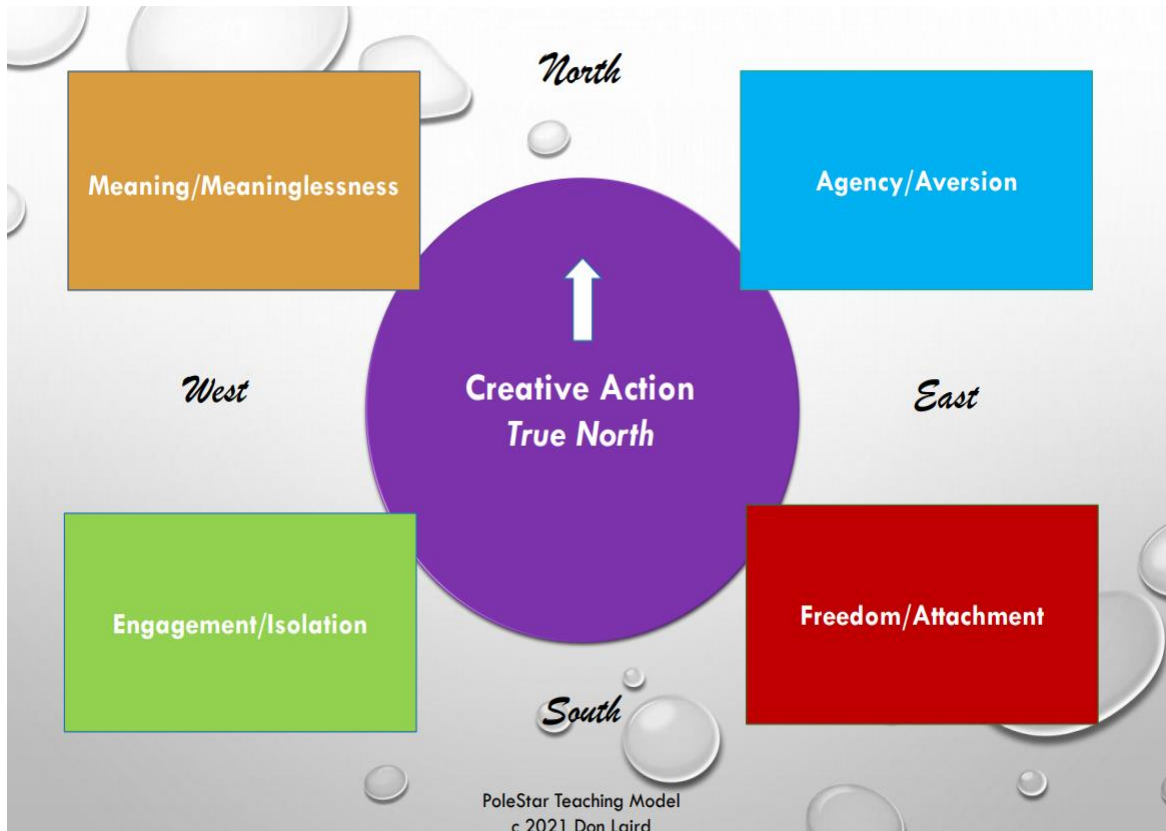 North
Meaning/Meaninglessness
Agency/Aversion
West
Creative Action
True North
East
Engagement/Isolation
Freedom/Attachment
South
PoleStar Teaching Model
c 2021 Don Laird